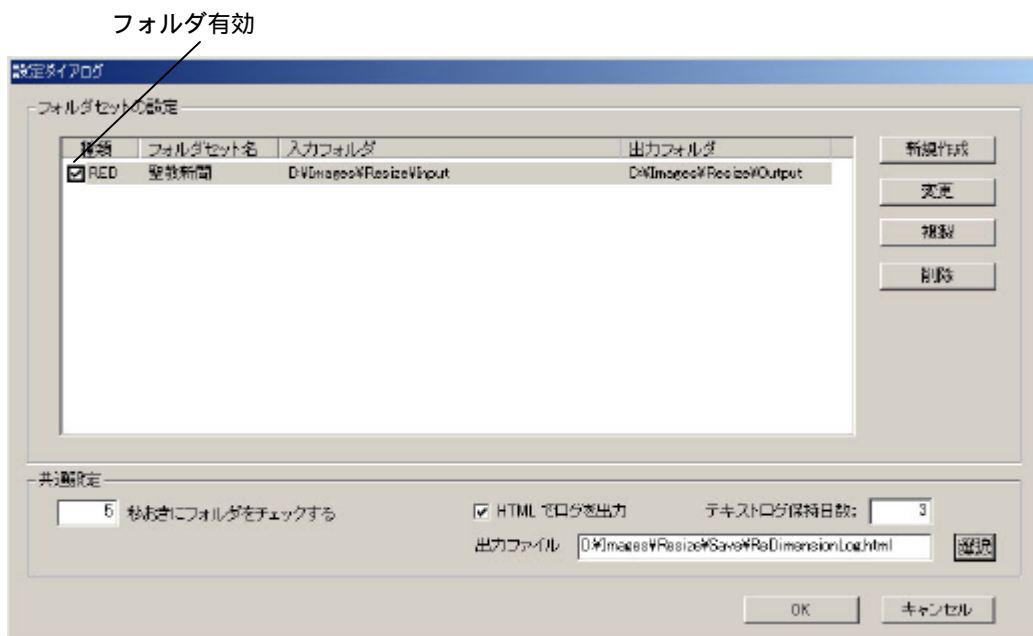 フォルダ有効
設定ダイアログ
フォルダセットの設定
種類 フォルダセット名 入力フォルダ 出力フォルダ
RED 聖教新聞 D:¥Images¥Resize¥Input D:¥Images¥Resize¥Output
新規作成
変更
複製
削除
共通設定
5 秒おきにフォルダをチェックする
HTML でログを出力 テキストログ保持日数: 3
出力ファイル D:¥Images¥Resize¥Save¥ReDimensionLog.html 選択
OK キャンセル